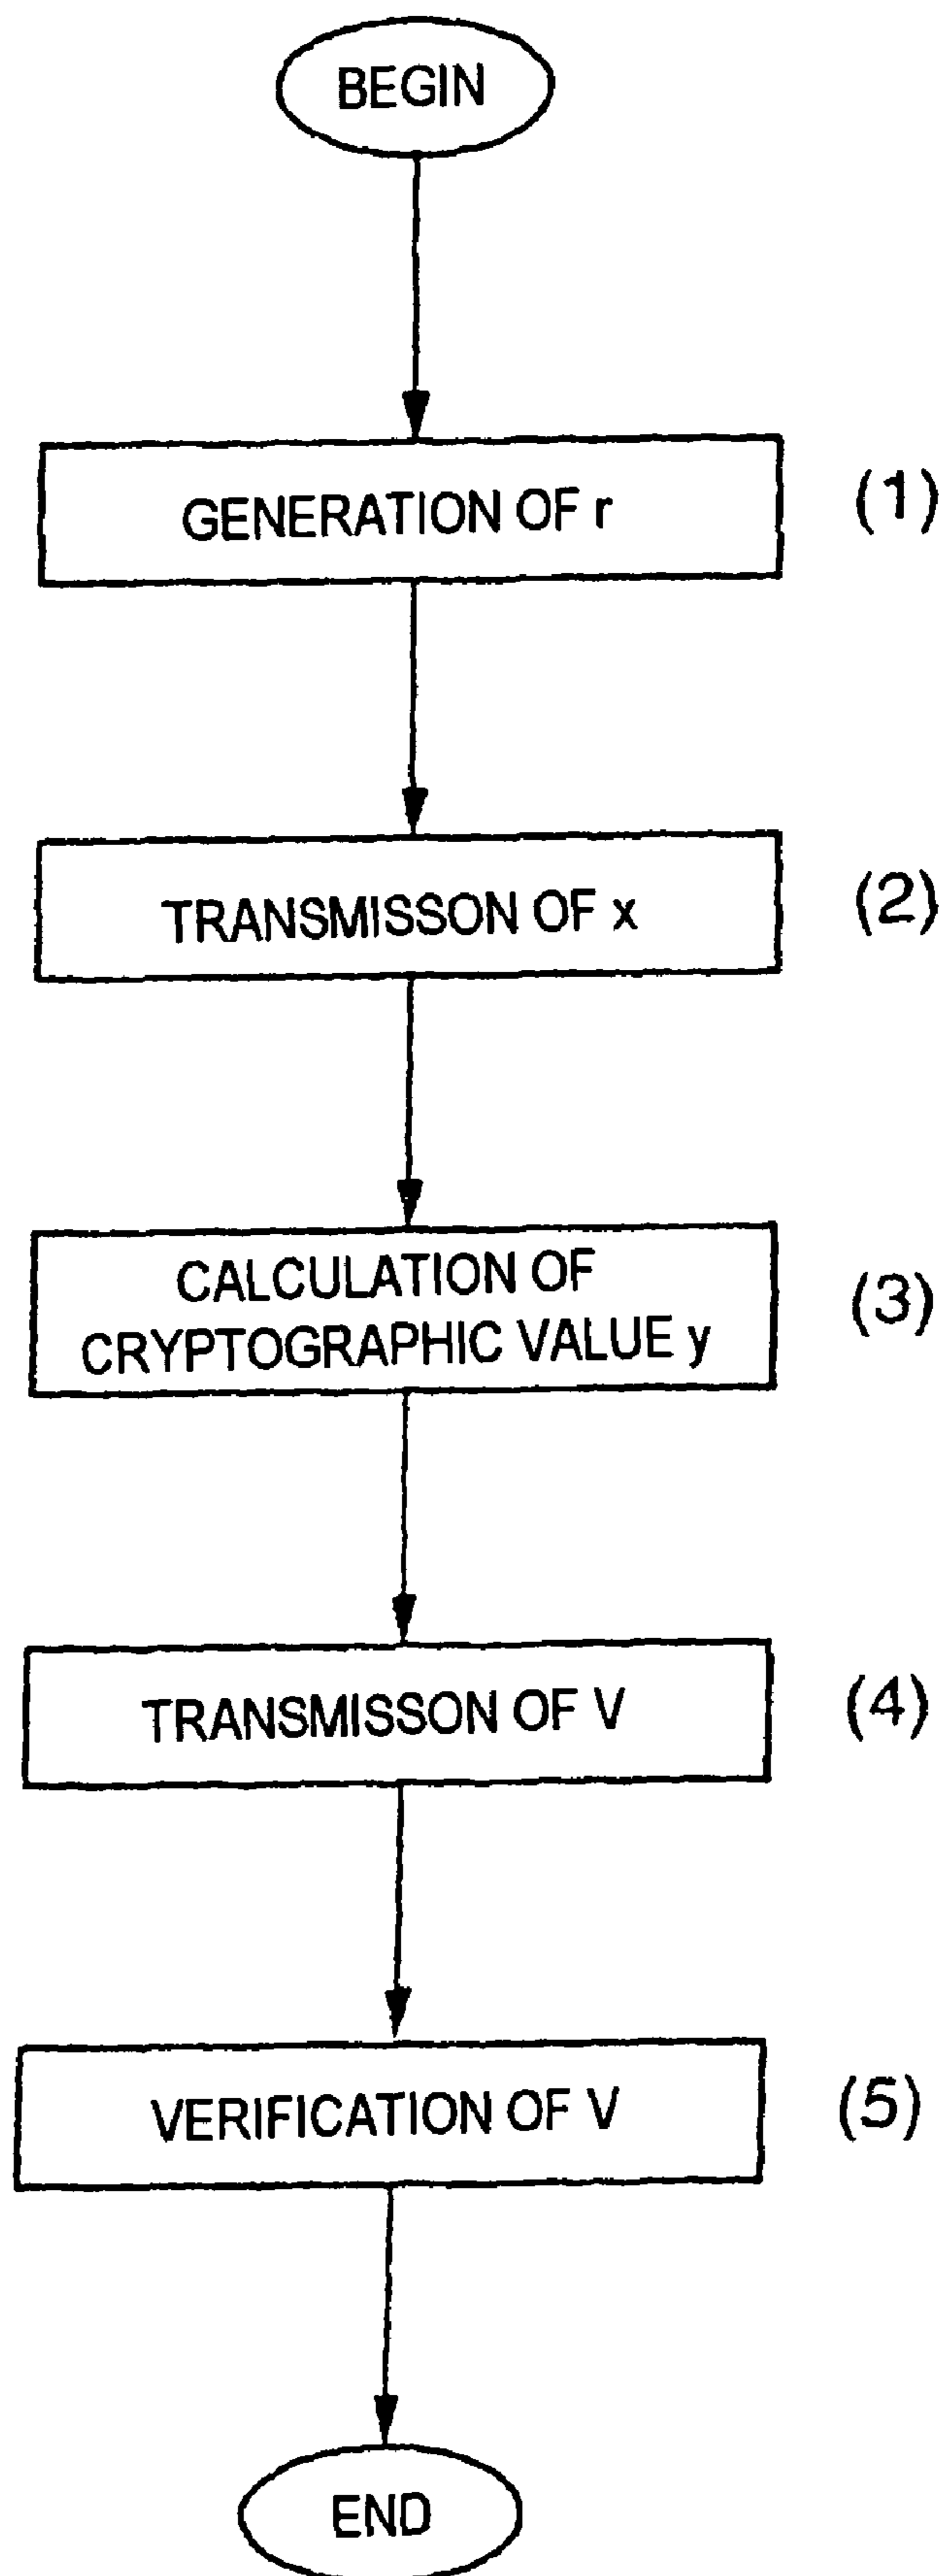 BEGIN
GENERATION OF r
(1)
TRANSMISSON OF x
(2)
CALCULATION OF
CRYPTOGRAPHIC VALUE y
(3)
TRANSMISSON OF V
(4)
VERIFICATION OF V
(5)
END